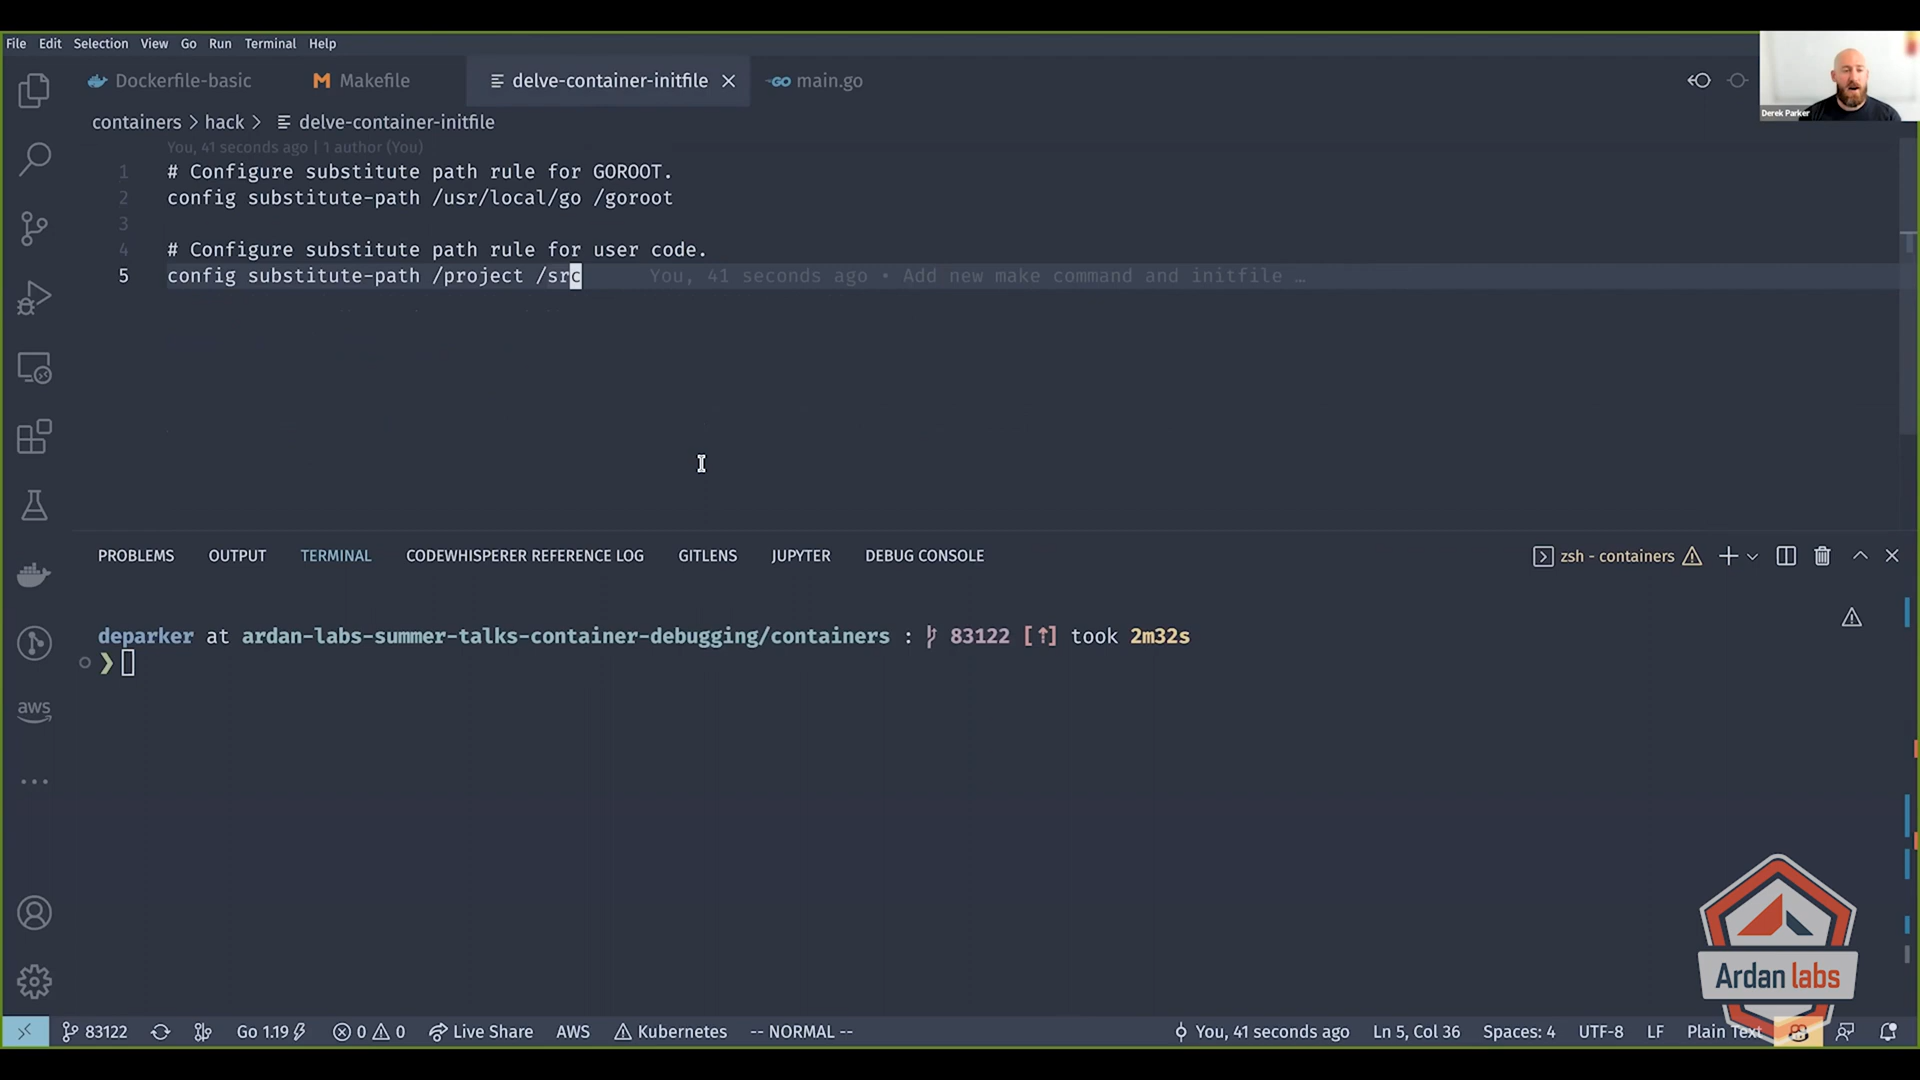 File Edit Selection View Go Run Terminal Help
Dockerfile-basic
Makefile
delve-container-initfile
main.go
Derek Parker
containers > hack > delve-container-initfile
You, 41 seconds ago | 1 author (You)
1 # Configure substitute path rule for GOROOT.
2 config substitute-path /usr/local/go /goroot
3
4 # Configure substitute path rule for user code.
5 config substitute-path /project /src You, 41 seconds ago • Add new make command and initfile …
PROBLEMS OUTPUT TERMINAL CODEWHISPERER REFERENCE LOG GITLENS JUPYTER DEBUG CONSOLE
zsh - containers
deparker at ardan-labs-summer-talks-container-debugging/containers : 83122 [↑] took 2m32s
❯
aws
Ardan labs
83122 Go 1.19 0 0 Live Share AWS Kubernetes -- NORMAL -- You, 41 seconds ago Ln 5, Col 36 Spaces: 4 UTF-8 LF Plain Text